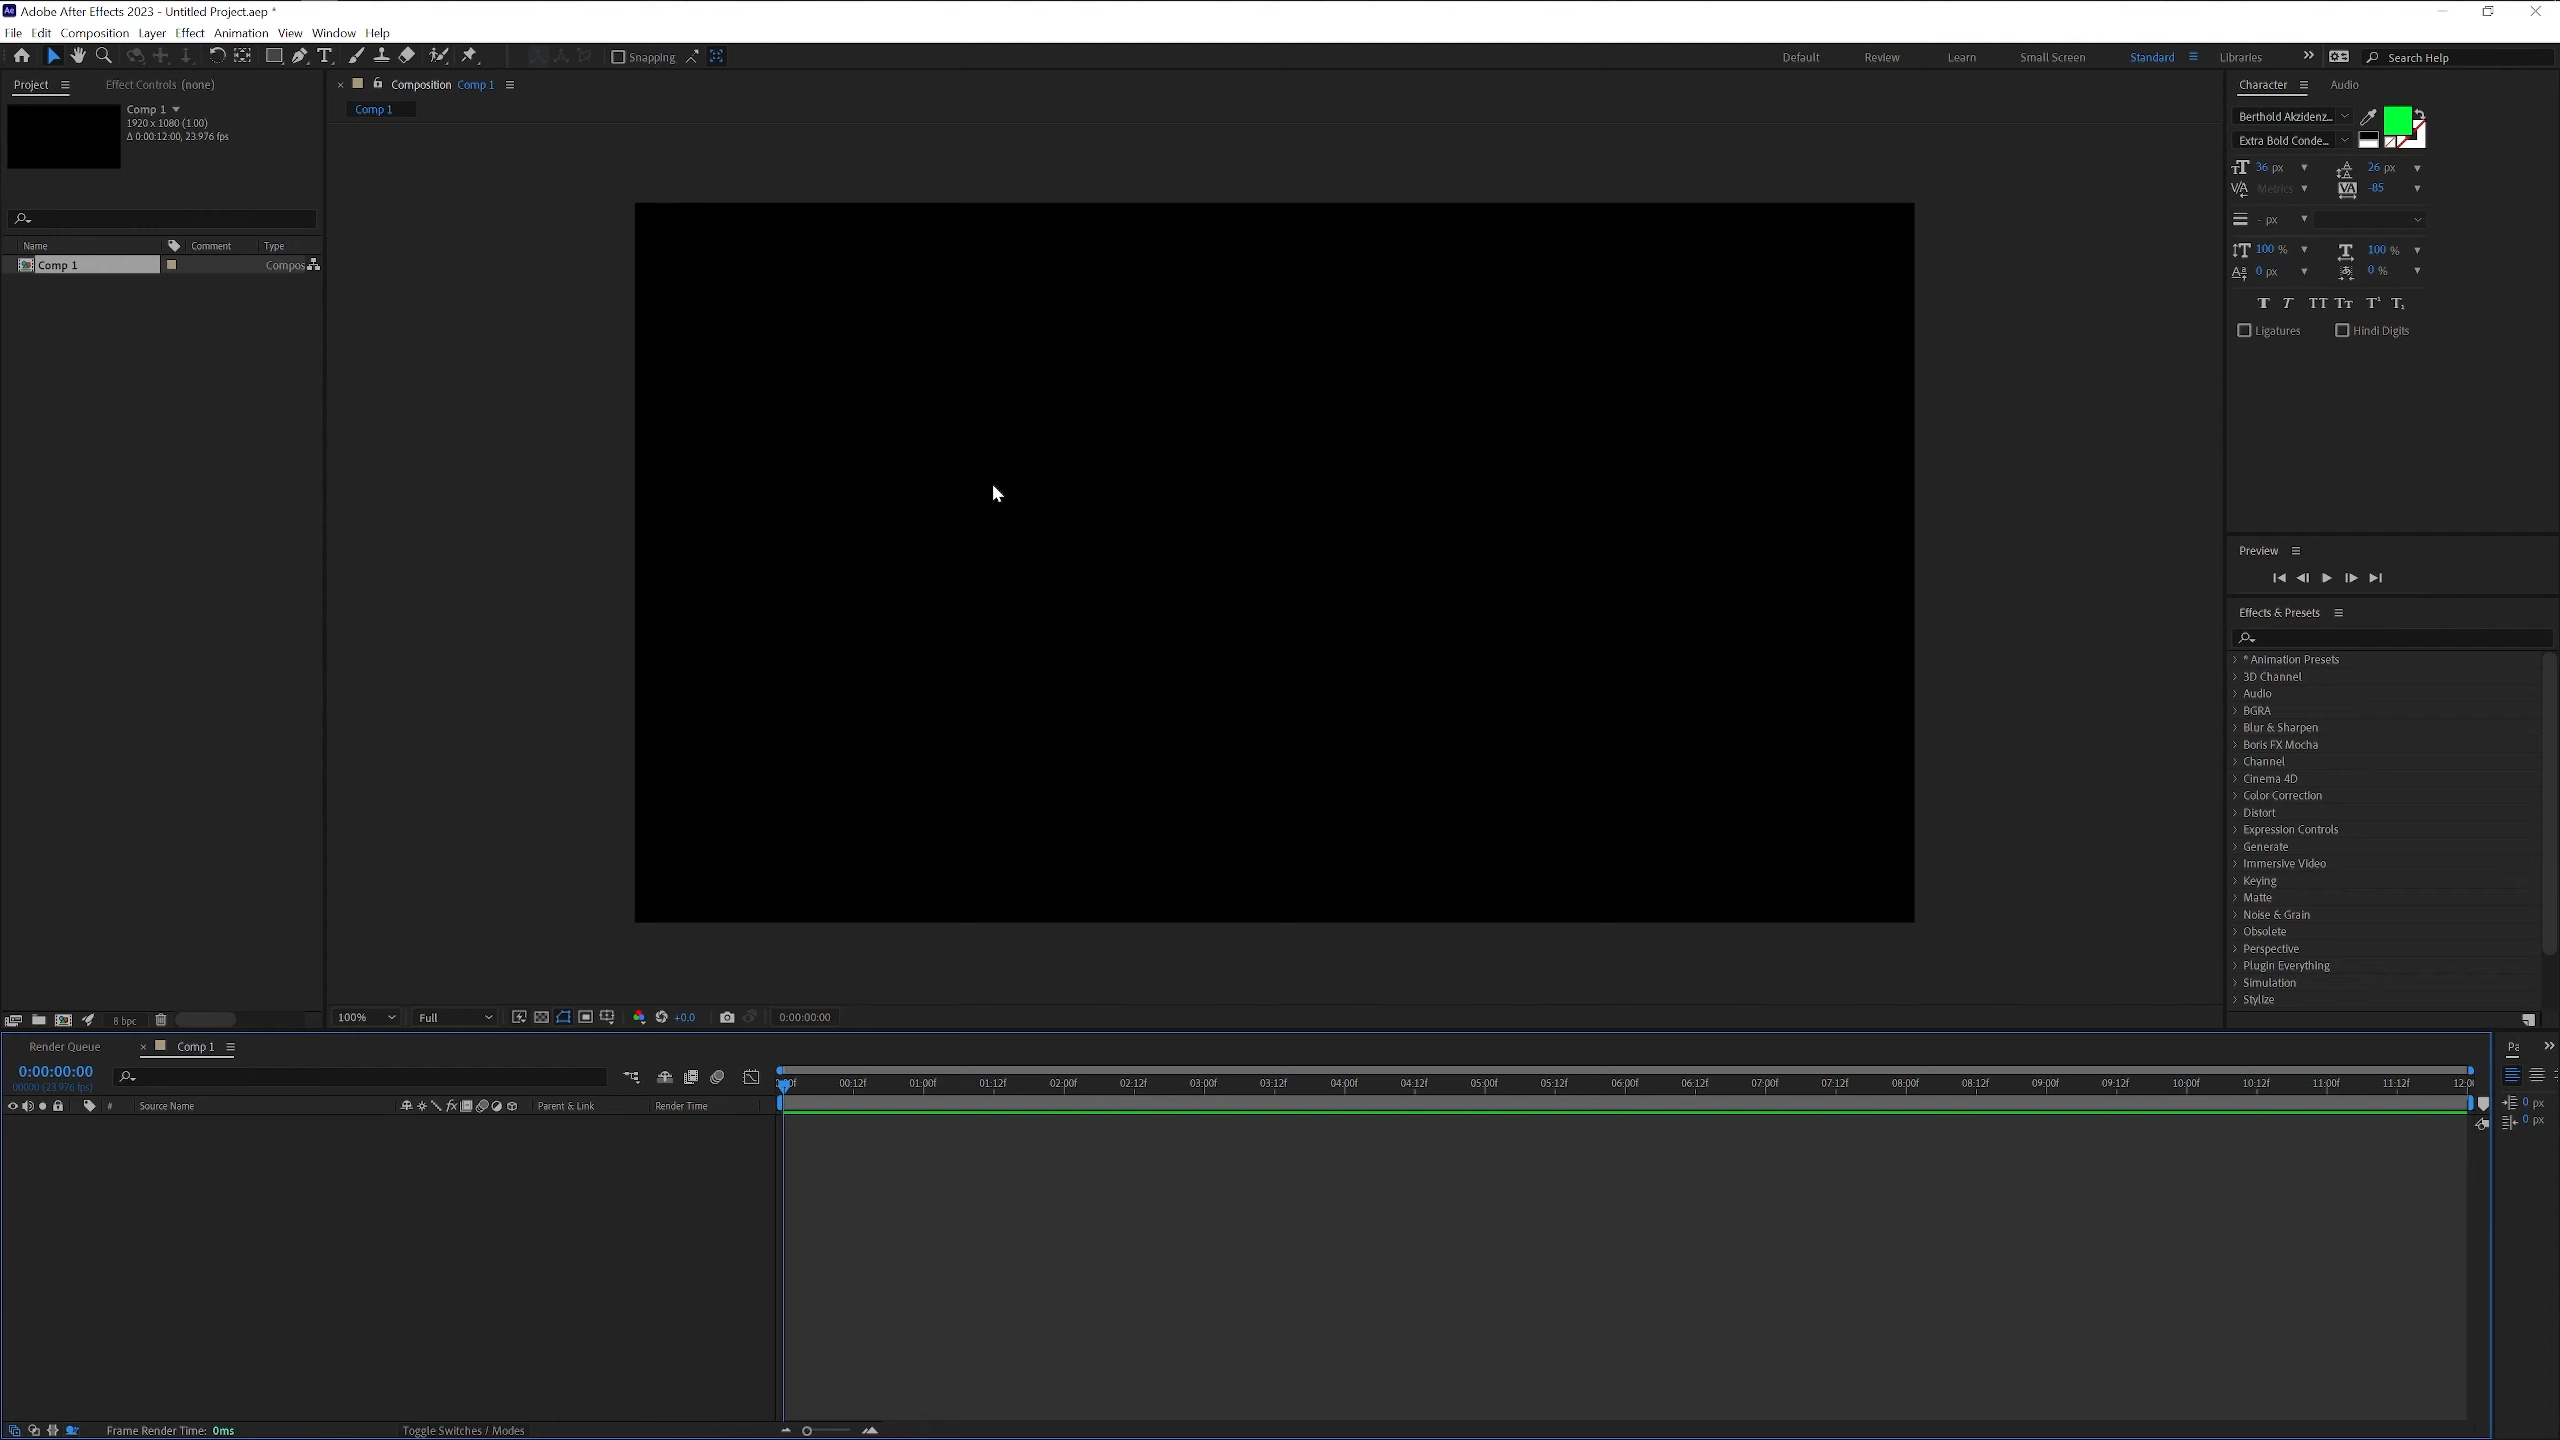 Adobe After Effects 2023 - Untitled Project.aep *
File Edit Composition Layer Effect Animation View Window Help
Snapping
Default Review Learn Small Screen Standard Libraries Search Help
Project Effect Controls (none)
Comp 1
1920 x 1080 (1.00)
Δ 0:00:12:00, 23.976 fps
Name Comment Type
Comp 1 Compos
8 bpc
Composition Comp 1
Comp 1
100% Full +0.0 0:00:00:00
Character Audio
Berthold Akzidenz...
Extra Bold Conde...
36 px 26 px
Metrics -85
- px
100 % 100 %
0 px 0 %
Ligatures Hindi Digits
Preview
Effects & Presets
* Animation Presets
3D Channel
Audio
BGRA
Blur & Sharpen
Boris FX Mocha
Channel
Cinema 4D
Color Correction
Distort
Expression Controls
Generate
Immersive Video
Keying
Matte
Noise & Grain
Obsolete
Perspective
Plugin Everything
Simulation
Stylize
Render Queue Comp 1
0:00:00:00
00000 (23.976 fps)
00:12f 01:00f 01:12f 02:00f 02:12f 03:00f 03:12f 04:00f 04:12f 05:00f 05:12f 06:00f 06:12f 07:00f 07:12f 08:00f 08:12f 09:00f 09:12f 10:00f 10:12f 11:00f 11:12f 12:0
# Source Name Parent & Link Render Time
Pa
0 px
0 px
Frame Render Time: 0ms Toggle Switches / Modes